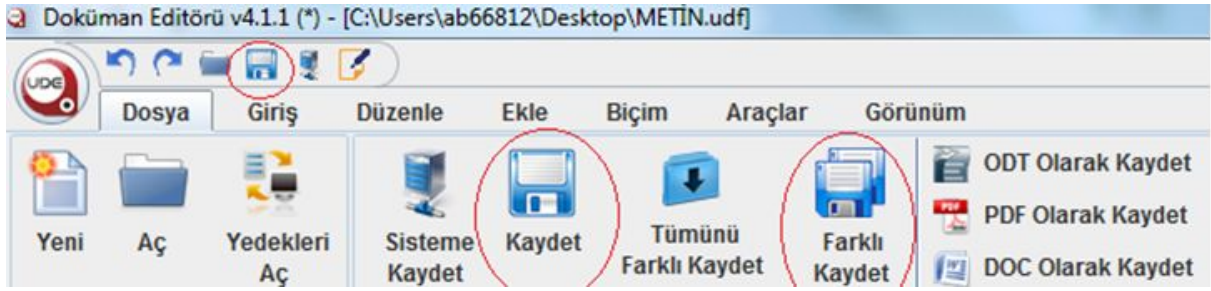 Doküman Editörü v4.1.1 (*) - [C:\Users\ab66812\Desktop\METİN.udf]
UDE
Dosya Giriş Düzenle Ekle Biçim Araçlar Görünüm
Yeni Aç Yedekleri Aç Sisteme Kaydet Kaydet Tümünü Farklı Kaydet Farklı Kaydet
ODT Olarak Kaydet
PDF PDF Olarak Kaydet
W DOC Olarak Kaydet